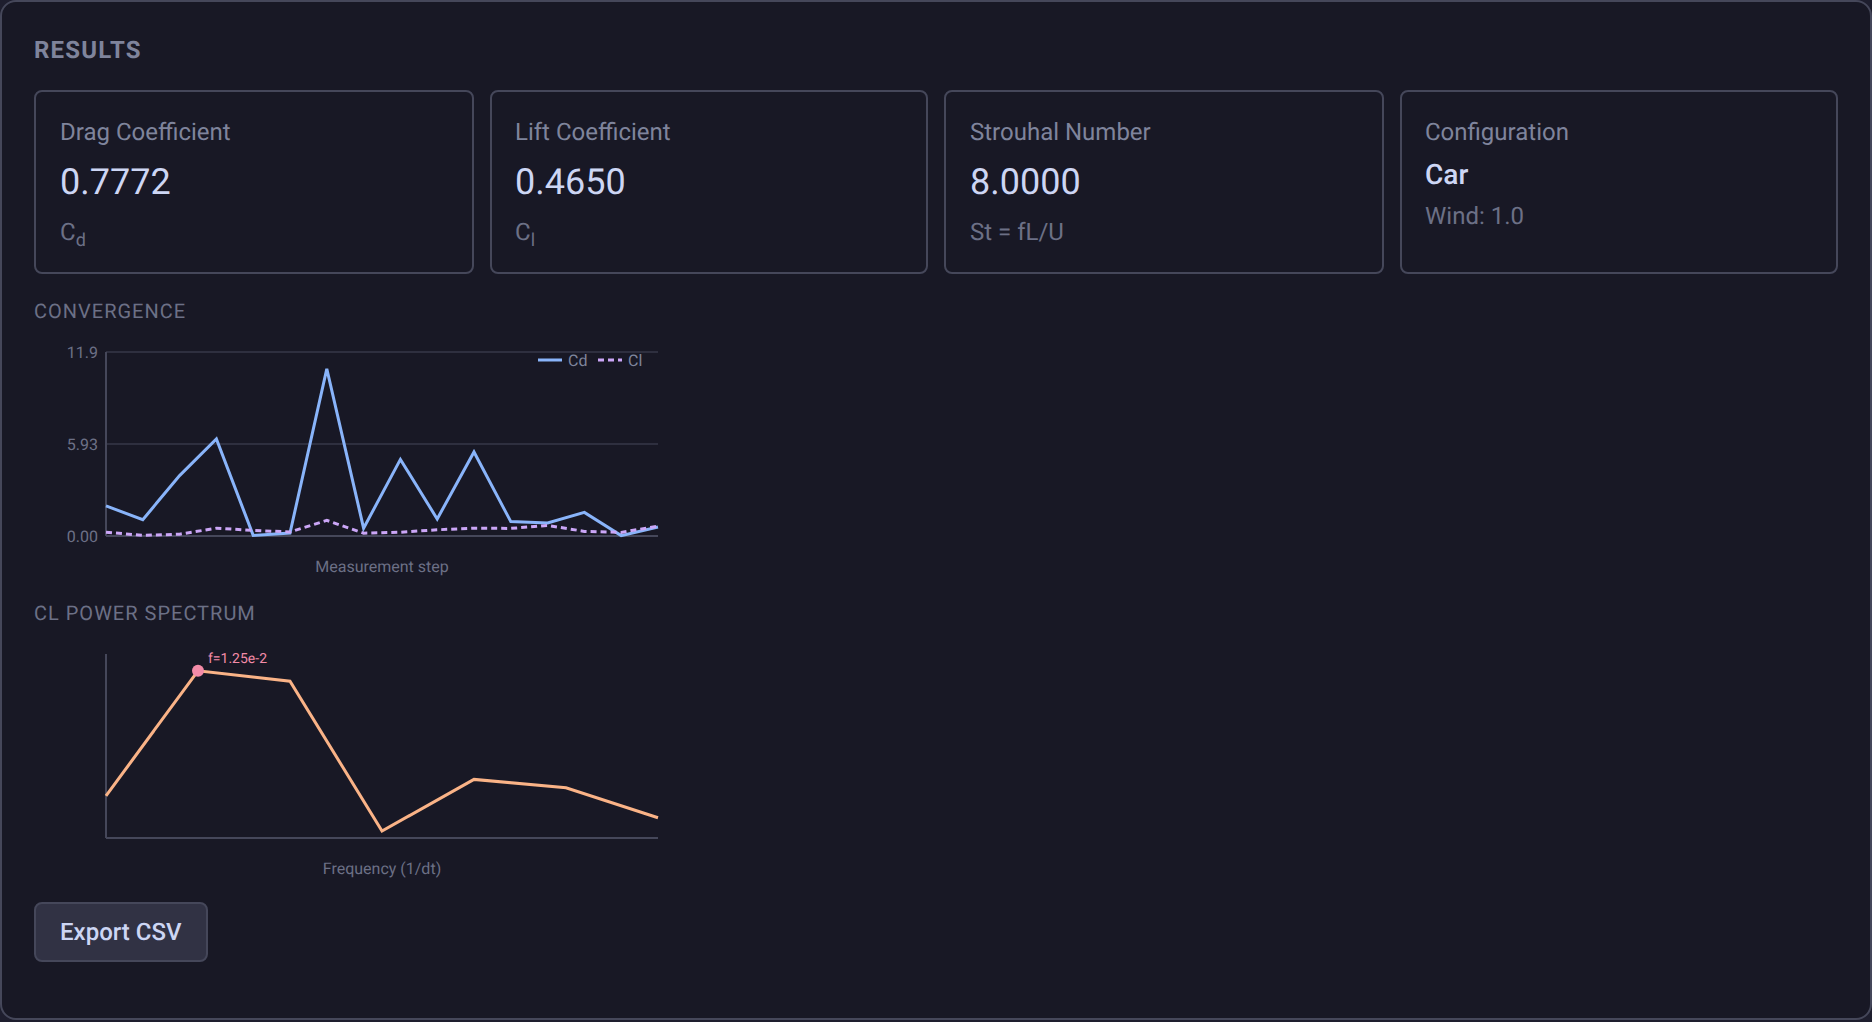 RESULTS
Drag Coefficient
0.7772
Cd
Lift Coefficient
0.4650
Cl
Strouhal Number
8.0000
St = fL/U
Configuration
Car
Wind: 1.0
CONVERGENCE
11.9
5.93
0.00
Cd
Cl
Measurement step
CL POWER SPECTRUM
f=1.25e-2
Frequency (1/dt)
Export CSV